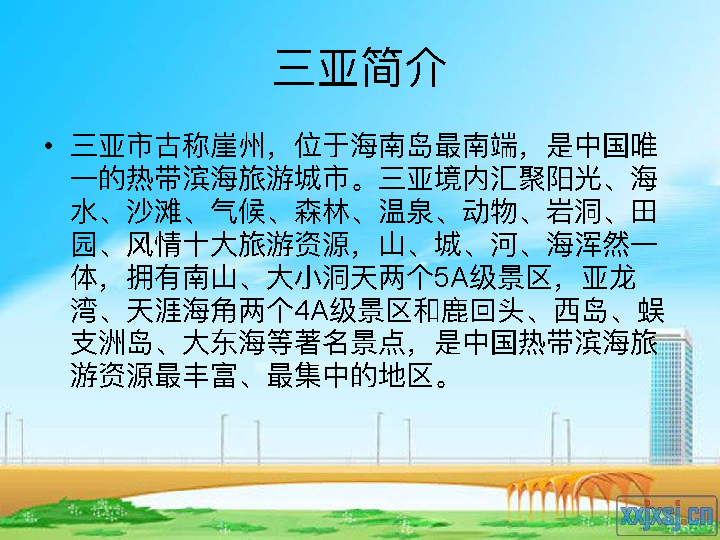 三亚简介
• 三亚市古称崖州，位于海南岛最南端，是中国唯
一的热带滨海旅游城市。三亚境内汇聚阳光、海
水、沙滩、气候、森林、温泉、动物、岩洞、田
园、风情十大旅游资源，山、城、河、海浑然一
体，拥有南山、大小洞天两个5A级景区，亚龙
湾、天涯海角两个4A级景区和鹿回头、西岛、蜈
支洲岛、大东海等著名景点，是中国热带滨海旅
游资源最丰富、最集中的地区。
xxjxsj.cn